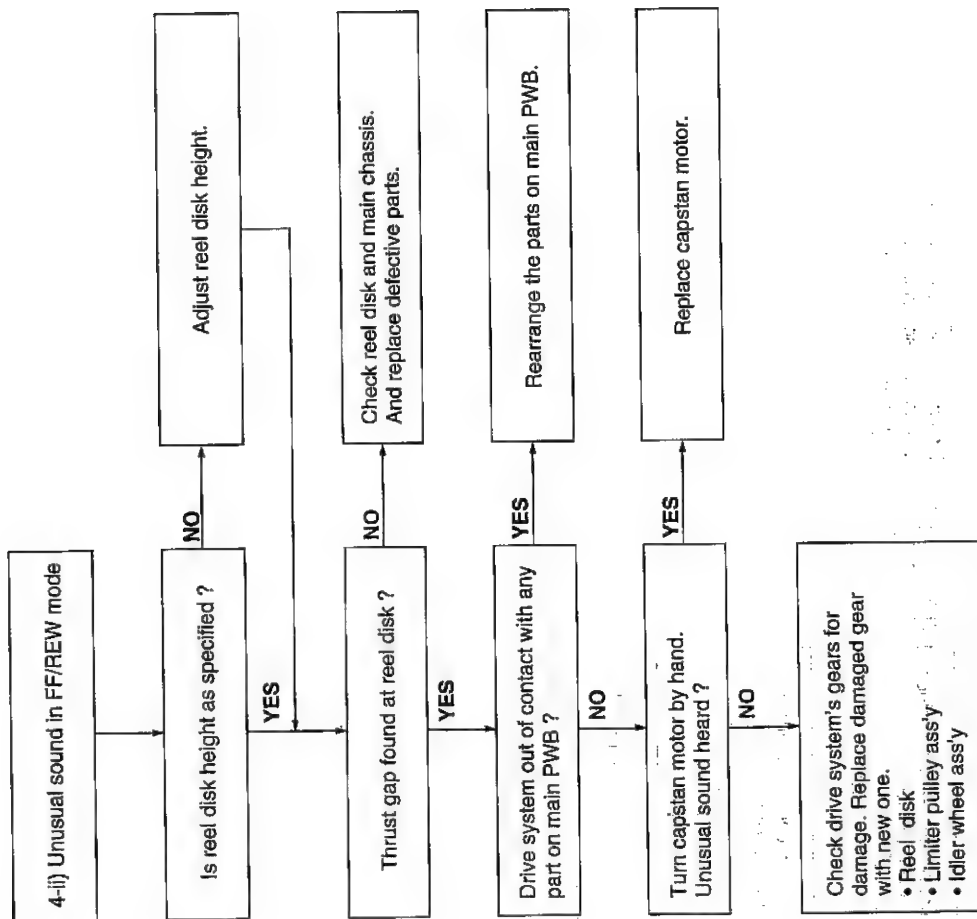 4-ii) Unusual sound in FF/REW mode
Is reel disk height as specified ?
NO
Adjust reel disk height.
YES
Thrust gap found at reel disk ?
NO
Check reel disk and main chassis.
And replace defective parts.
YES
Drive system out of contact with any
part on main PWB ?
YES
Rearrange the parts on main PWB.
NO
Turn capstan motor by hand.
Unusual sound heard ?
YES
Replace capstan motor.
NO
Check drive system's gears for
damage. Replace damaged gear
with new one.
• Reel disk
• Limiter pulley ass'y
• Idler wheel ass'y